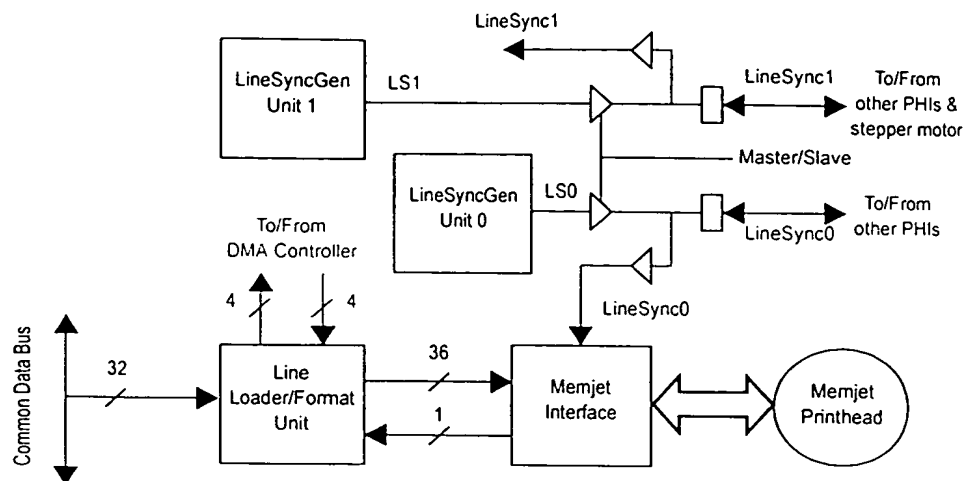 LineSync1
LineSyncGen
Unit 1
LS1
LineSync1
To/From
other PHIs &
stepper motor
Master/Slave
LineSyncGen
Unit 0
LS0
LineSync0
To/From
other PHIs
To/From
DMA Controller
4
4
LineSync0
Common Data Bus
32
Line
Loader/Format
Unit
36
1
Memjet
Interface
Memjet
Printhead